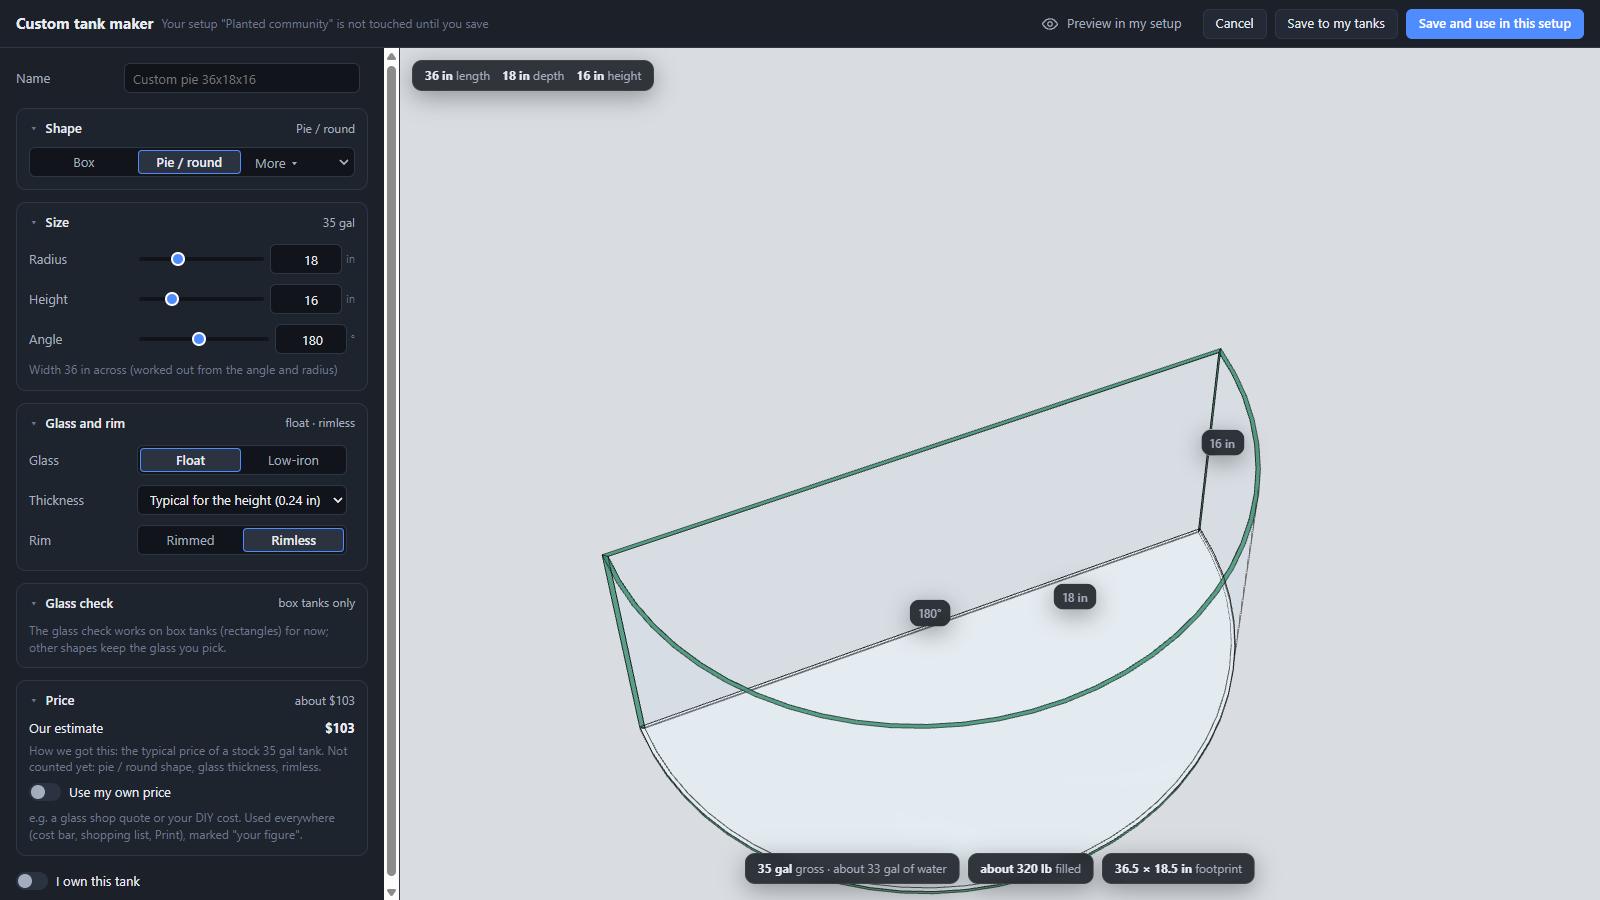 Custom tank maker Your setup "Planted community" is not touched until you save
Preview in my setup Cancel Save to my tanks Save and use in this setup
Name Custom pie 36x18x16
Shape Pie / round
Box Pie / round More
Size 35 gal
Radius 18 in
Height 16 in
Angle 180 °
Width 36 in across (worked out from the angle and radius)
Glass and rim float · rimless
Glass Float Low-iron
Thickness Typical for the height (0.24 in)
Rim Rimmed Rimless
Glass check box tanks only
The glass check works on box tanks (rectangles) for now;
other shapes keep the glass you pick.
Price about $103
Our estimate $103
How we got this: the typical price of a stock 35 gal tank. Not
counted yet: pie / round shape, glass thickness, rimless.
Use my own price
e.g. a glass shop quote or your DIY cost. Used everywhere
(cost bar, shopping list, Print), marked "your figure".
I own this tank
36 in length 18 in depth 16 in height
16 in
18 in
180°
35 gal gross · about 33 gal of water about 320 lb filled 36.5 × 18.5 in footprint